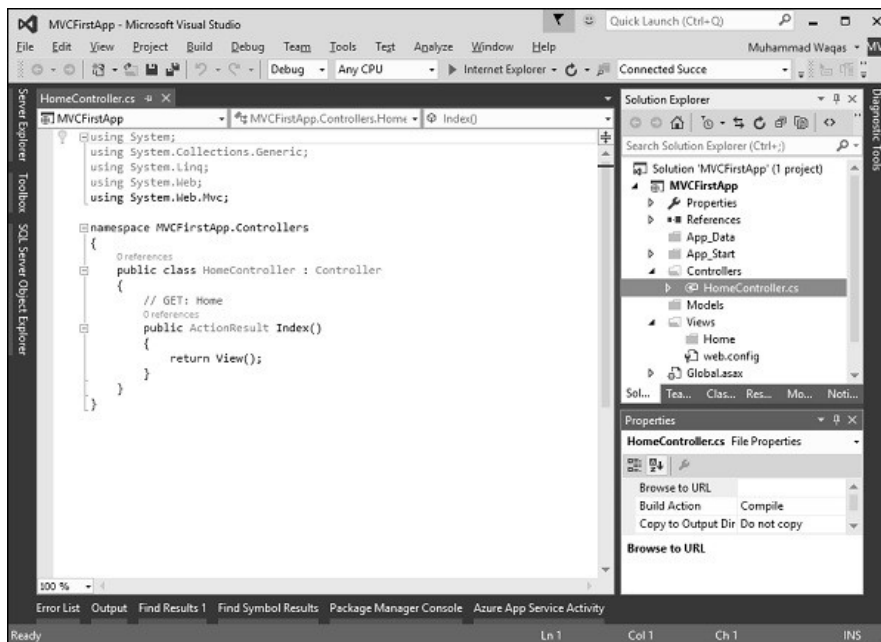 MVCFirstApp - Microsoft Visual Studio
Quick Launch (Ctrl+Q)
File Edit View Project Build Debug Team Tools Test Analyze Window Help
Muhammad Waqas
MV
Debug Any CPU Internet Explorer Connected Succe
Server Explorer
Toolbox
SQL Server Object Explorer
HomeController.cs
MVCFirstApp MVCFirstApp.Controllers.Home Index()
using System;
using System.Collections.Generic;
using System.Linq;
using System.Web;
using System.Web.Mvc;
namespace MVCFirstApp.Controllers
{
0 references
public class HomeController : Controller
{
// GET: Home
0 references
public ActionResult Index()
{
return View();
}
}
}
100 %
Solution Explorer
Search Solution Explorer (Ctrl+;)
Solution 'MVCFirstApp' (1 project)
MVCFirstApp
Properties
References
App_Data
App_Start
Controllers
HomeController.cs
Models
Views
Home
web.config
Global.asax
Sol... Tea... Clas... Res... Mo... Noti...
Properties
HomeController.cs File Properties
Browse to URL
Build Action Compile
Copy to Output Dir Do not copy
Browse to URL
Diagnostic Tools
Error List Output Find Results 1 Find Symbol Results Package Manager Console Azure App Service Activity
Ready Ln 1 Col 1 Ch 1 INS